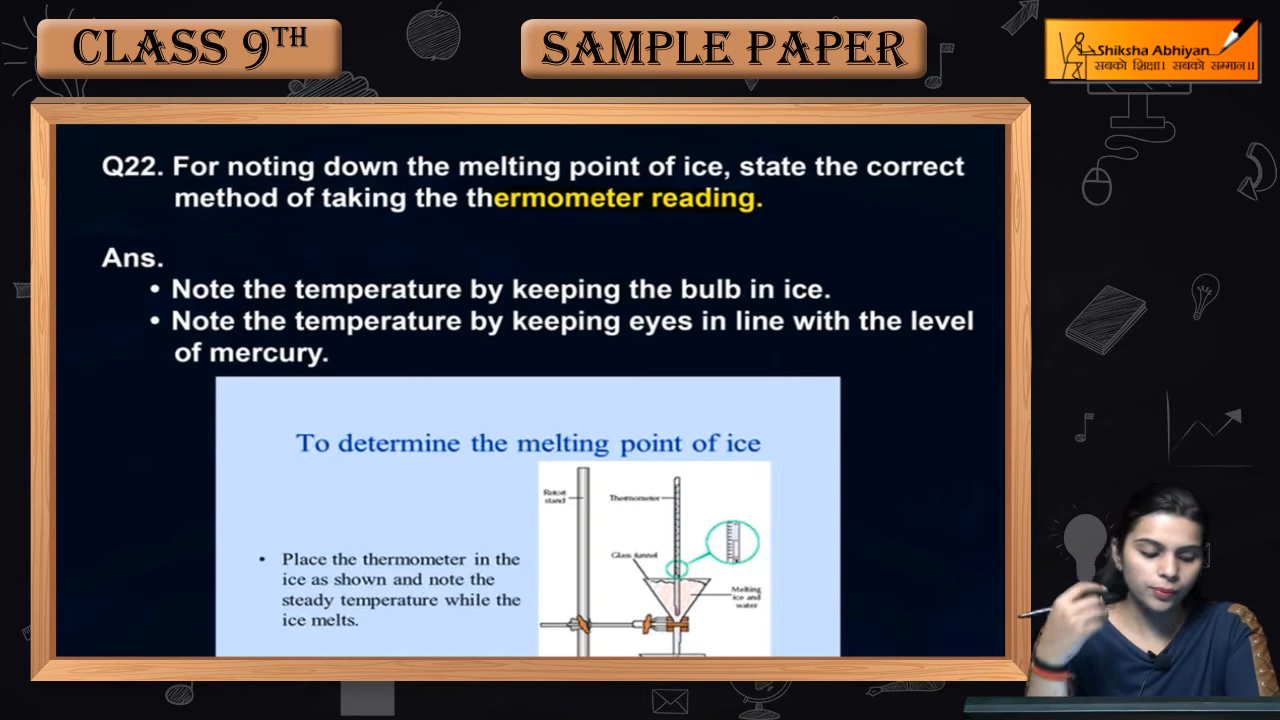 CLASS 9TH
SAMPLE PAPER
Shiksha Abhiyan
सबको शिक्षा। सबको सम्मान।।
Q22. For noting down the melting point of ice, state the correct
method of taking the thermometer reading.
Ans.
• Note the temperature by keeping the bulb in ice.
• Note the temperature by keeping eyes in line with the level
of mercury.
To determine the melting point of ice
• Place the thermometer in the
ice as shown and note the
steady temperature while the
ice melts.
Retort
stand
Thermometer
Glass funnel
Melting
ice and
water